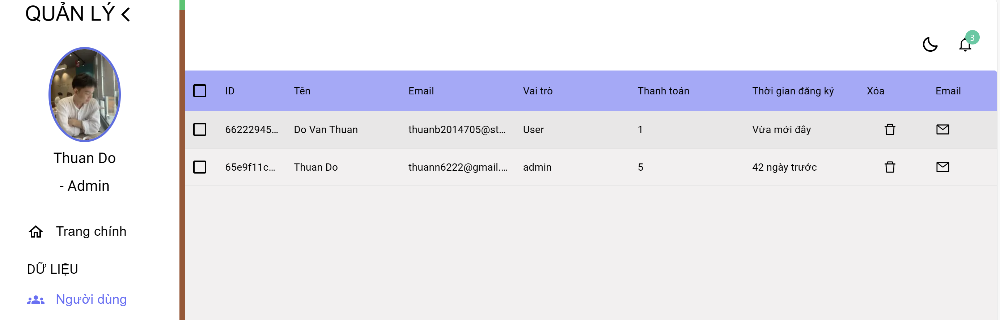 QUẢN LÝ
Thuan Do
- Admin
Trang chính
DỮ LIỆU
Người dùng
3
ID Tên Email Vai trò Thanh toán Thời gian đăng ký Xóa Email
66222945... Do Van Thuan thuanb2014705@st... User 1 Vừa mới đây
65e9f11c... Thuan Do thuann6222@gmail.... admin 5 42 ngày trước